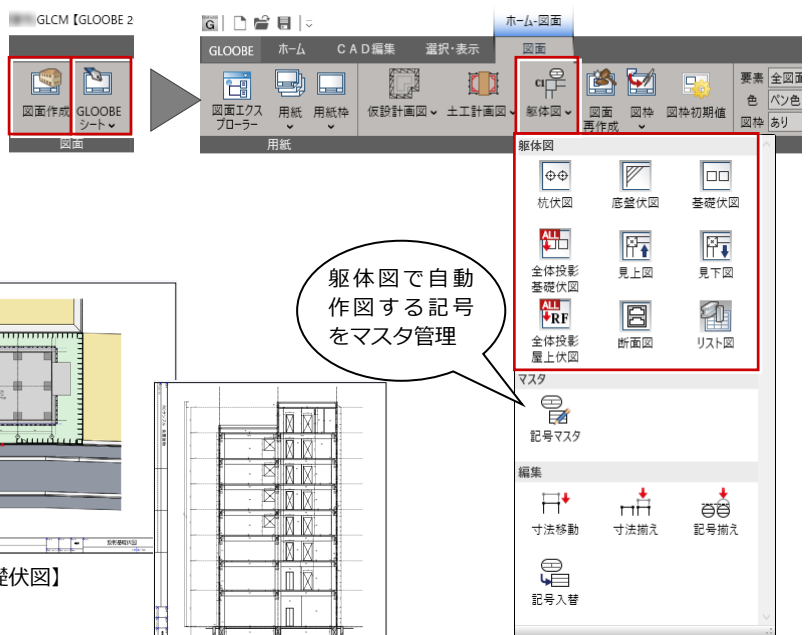 GLCM【GLOOBE 2
図面作成
GLOOBE
シート
図面
G
ホーム-図面
GLOOBE
ホーム
ＣＡＤ編集
選択・表示
図面
図面エクス
プローラー
用紙
用紙枠
仮設計画図
土工計画図
躯体図
図面
再作成
図枠
図枠初期値
要素
全図面
色
ペン色
図枠
あり
用紙
躯体図
杭伏図
底盤伏図
基礎伏図
ALL
全体投影
基礎伏図
見上図
見下図
ALL
RF
全体投影
屋上伏図
断面図
リスト図
マスタ
記号マスタ
編集
寸法移動
寸法揃え
記号揃え
記号入替
躯体図で自動
作図する記号
をマスタ管理
礎伏図】